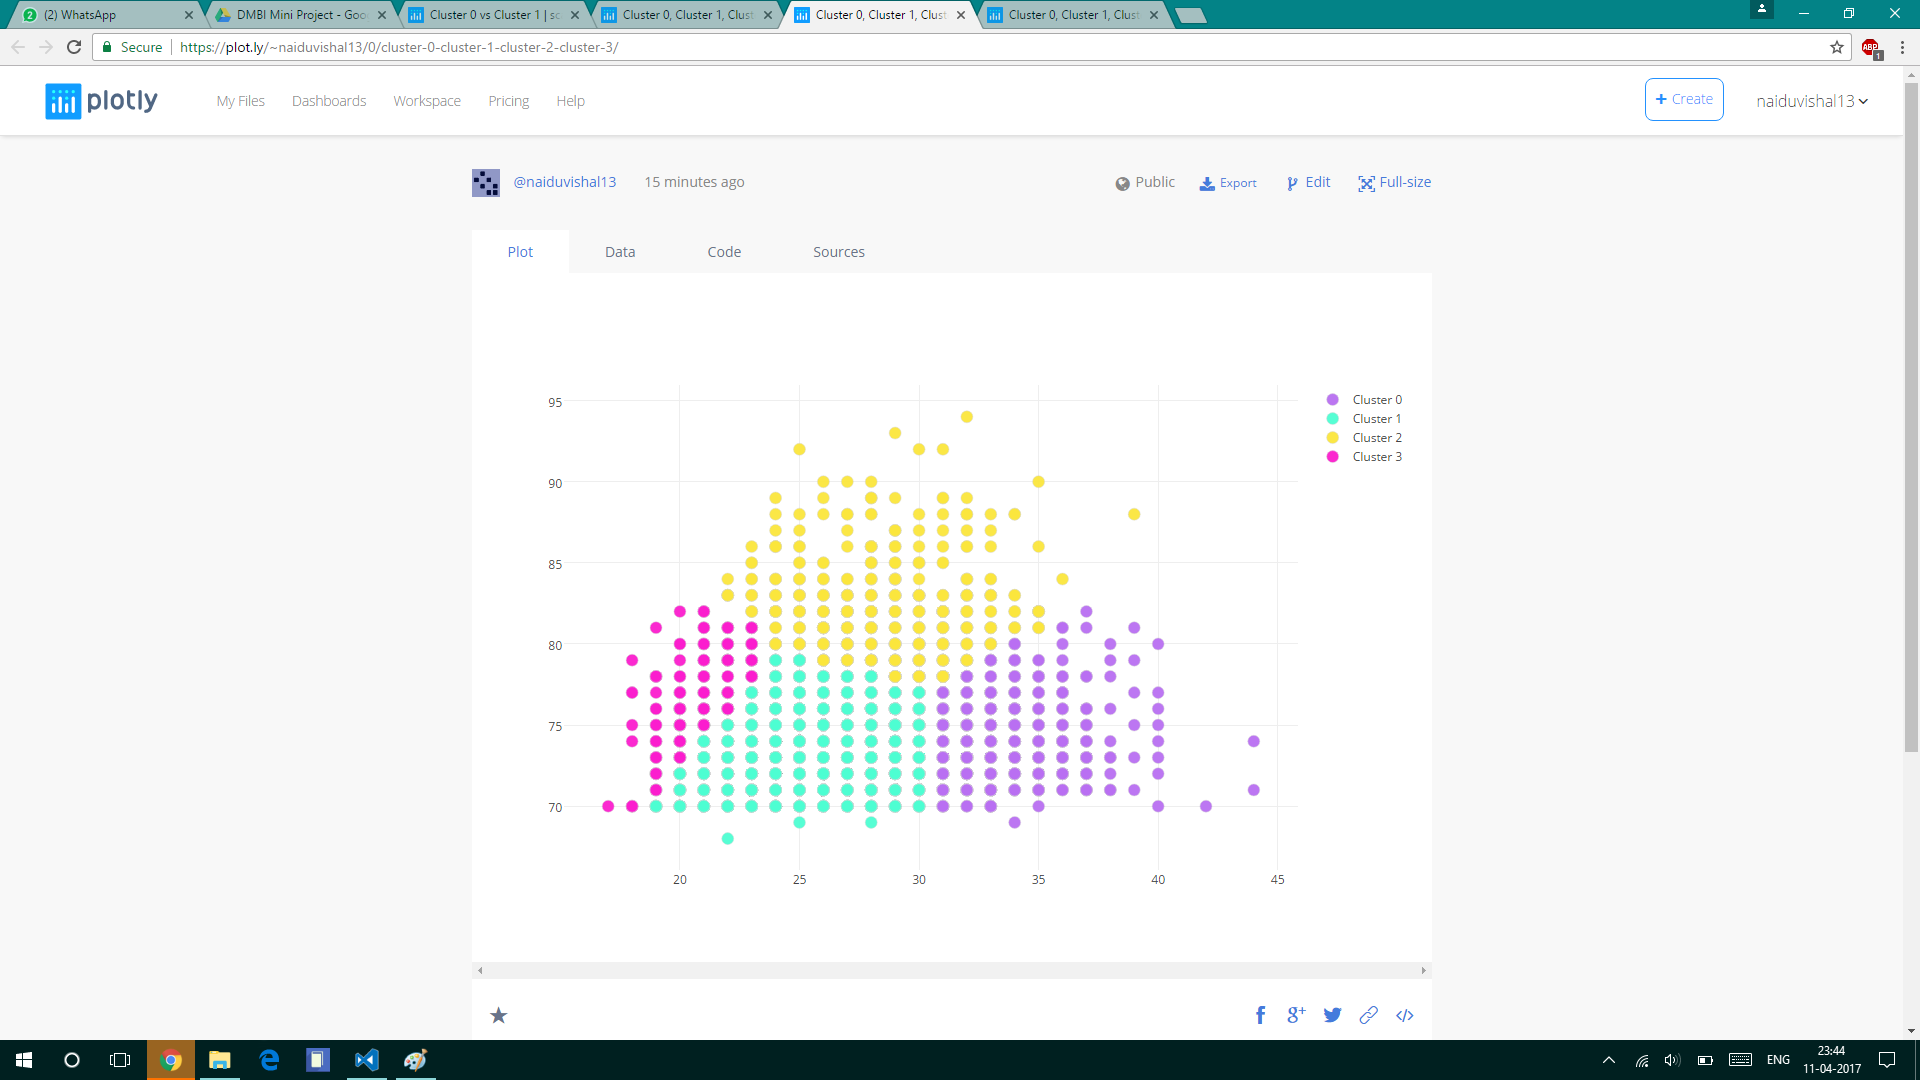 (2) WhatsApp
DMBI Mini Project - Goo
Cluster 0 vs Cluster 1 | sc
Cluster 0, Cluster 1, Clust
Cluster 0, Cluster 1, Clust
Cluster 0, Cluster 1, Clust
Secure
https://plot.ly/~naiduvishal13/0/cluster-0-cluster-1-cluster-2-cluster-3/
ABP
1
plotly
My Files
Dashboards
Workspace
Pricing
Help
+ Create
naiduvishal13
@naiduvishal13
15 minutes ago
Public
Export
Edit
Full-size
Plot
Data
Code
Sources
95
90
85
80
75
70
20
25
30
35
40
45
Cluster 0
Cluster 1
Cluster 2
Cluster 3
ENG
23:44
11-04-2017